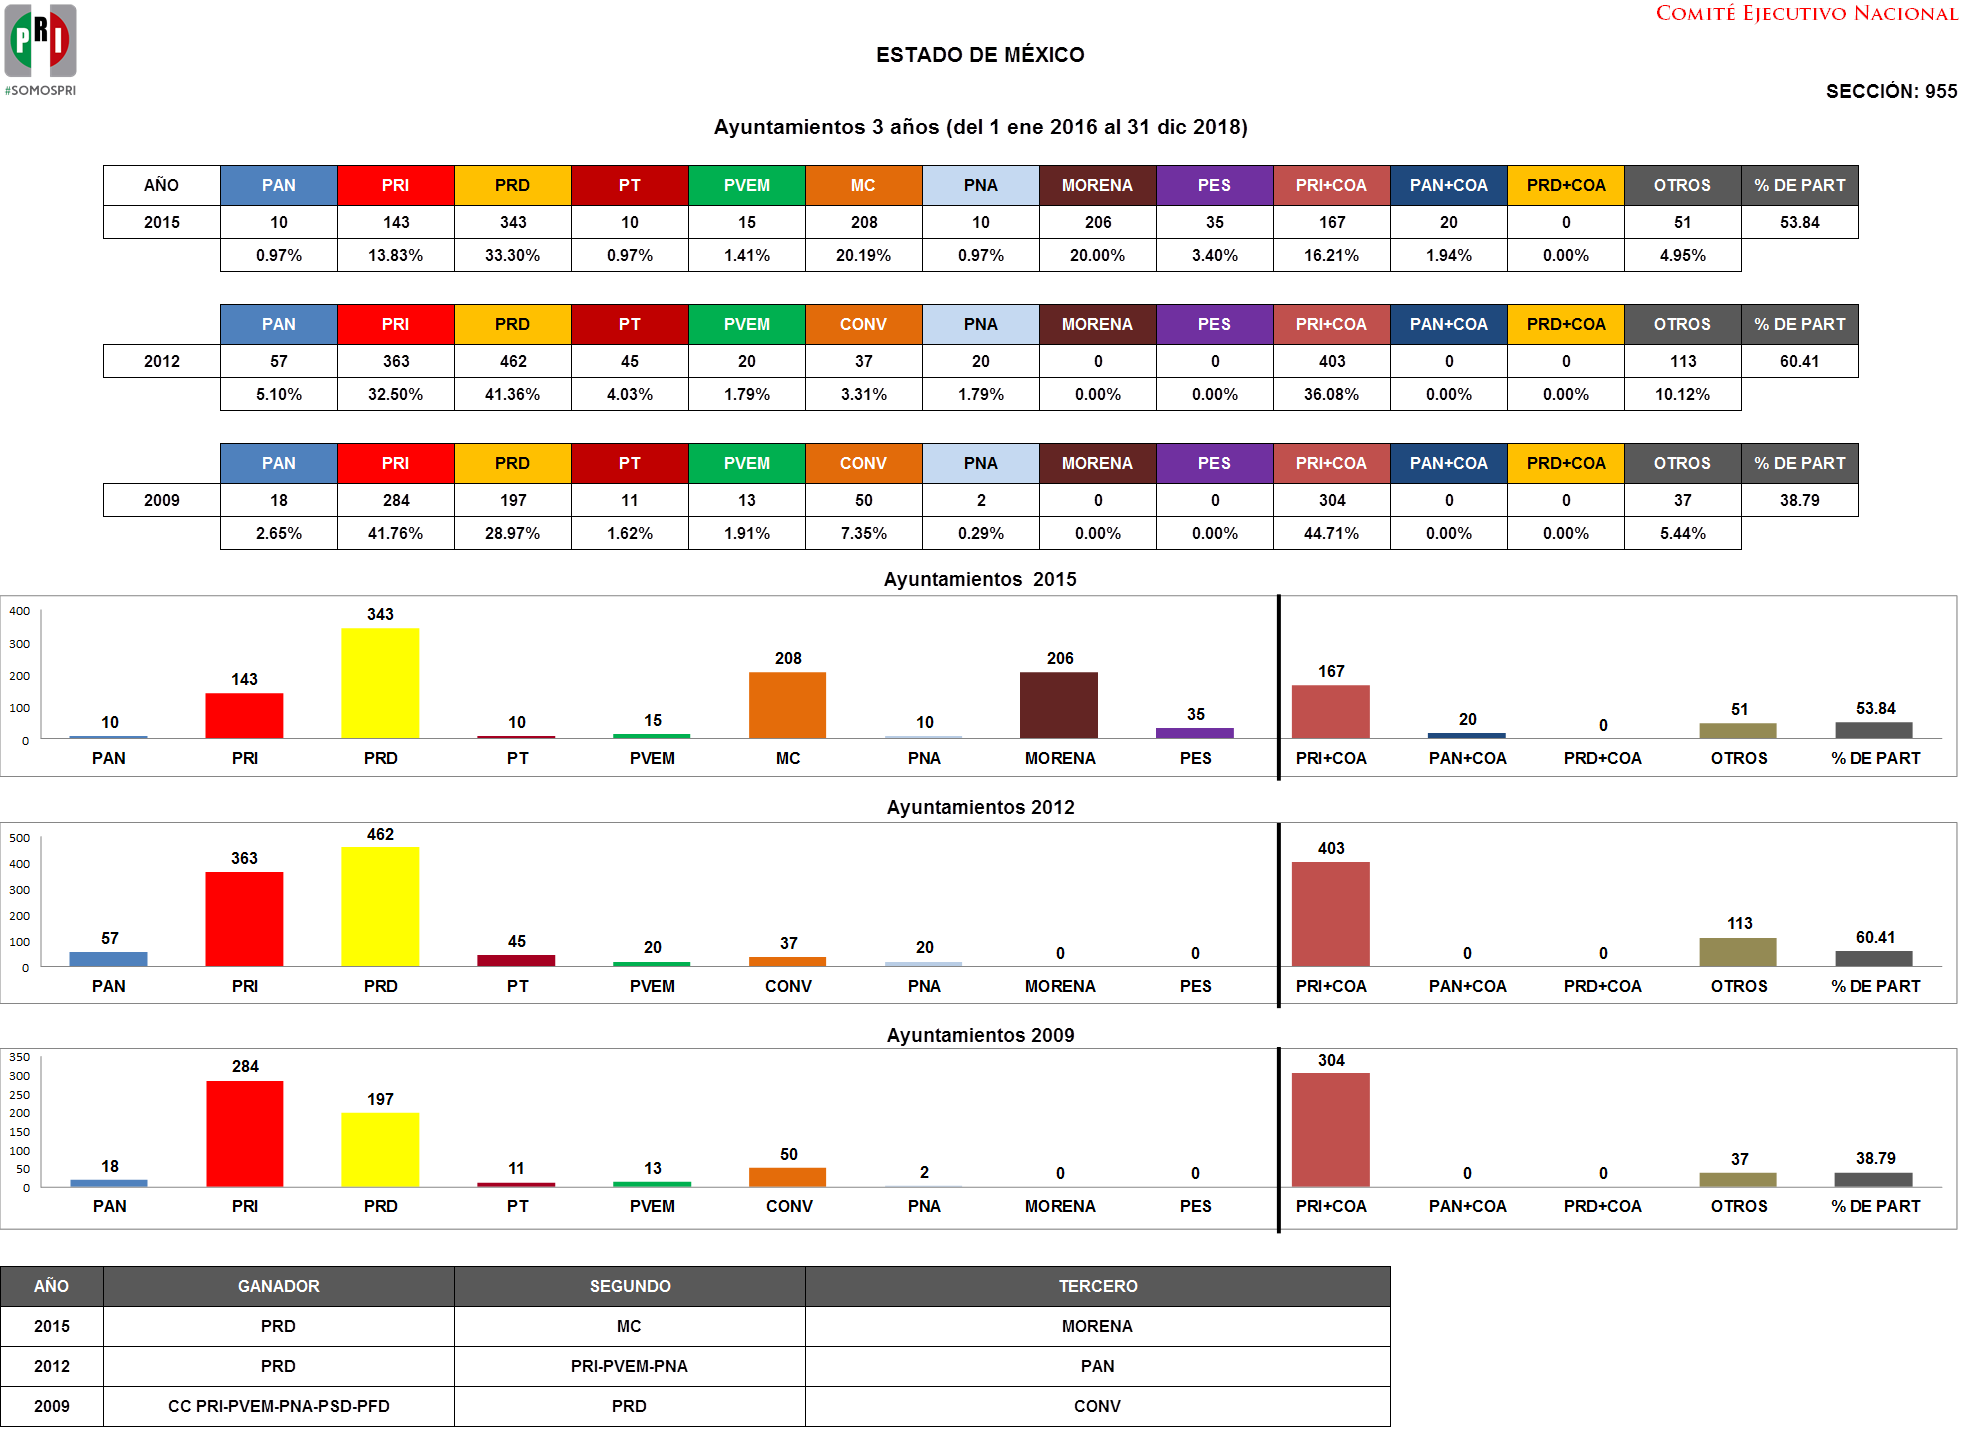 PRI
#SOMOSPRI
COMITÉ EJECUTIVO NACIONAL
ESTADO DE MÉXICO
SECCIÓN: 955
Ayuntamientos 3 años (del 1 ene 2016 al 31 dic 2018)
AÑO PAN PRI PRD PT PVEM MC PNA MORENA PES PRI+COA PAN+COA PRD+COA OTROS % DE PART
2015 10 143 343 10 15 208 10 206 35 167 20 0 51 53.84
0.97% 13.83% 33.30% 0.97% 1.41% 20.19% 0.97% 20.00% 3.40% 16.21% 1.94% 0.00% 4.95%
PAN PRI PRD PT PVEM CONV PNA MORENA PES PRI+COA PAN+COA PRD+COA OTROS % DE PART
2012 57 363 462 45 20 37 20 0 0 403 0 0 113 60.41
5.10% 32.50% 41.36% 4.03% 1.79% 3.31% 1.79% 0.00% 0.00% 36.08% 0.00% 0.00% 10.12%
PAN PRI PRD PT PVEM CONV PNA MORENA PES PRI+COA PAN+COA PRD+COA OTROS % DE PART
2009 18 284 197 11 13 50 2 0 0 304 0 0 37 38.79
2.65% 41.76% 28.97% 1.62% 1.91% 7.35% 0.29% 0.00% 0.00% 44.71% 0.00% 0.00% 5.44%
Ayuntamientos 2015
400
300
200
100
0
10 143 343 10 15 208 10 206 35 167 20 0 51 53.84
PAN PRI PRD PT PVEM MC PNA MORENA PES PRI+COA PAN+COA PRD+COA OTROS % DE PART
Ayuntamientos 2012
500
400
300
200
100
0
57 363 462 45 20 37 20 0 0 403 0 0 113 60.41
PAN PRI PRD PT PVEM CONV PNA MORENA PES PRI+COA PAN+COA PRD+COA OTROS % DE PART
Ayuntamientos 2009
350
300
250
200
150
100
50
0
18 284 197 11 13 50 2 0 0 304 0 0 37 38.79
PAN PRI PRD PT PVEM CONV PNA MORENA PES PRI+COA PAN+COA PRD+COA OTROS % DE PART
AÑO GANADOR SEGUNDO TERCERO
2015 PRD MC MORENA
2012 PRD PRI-PVEM-PNA PAN
2009 CC PRI-PVEM-PNA-PSD-PFD PRD CONV